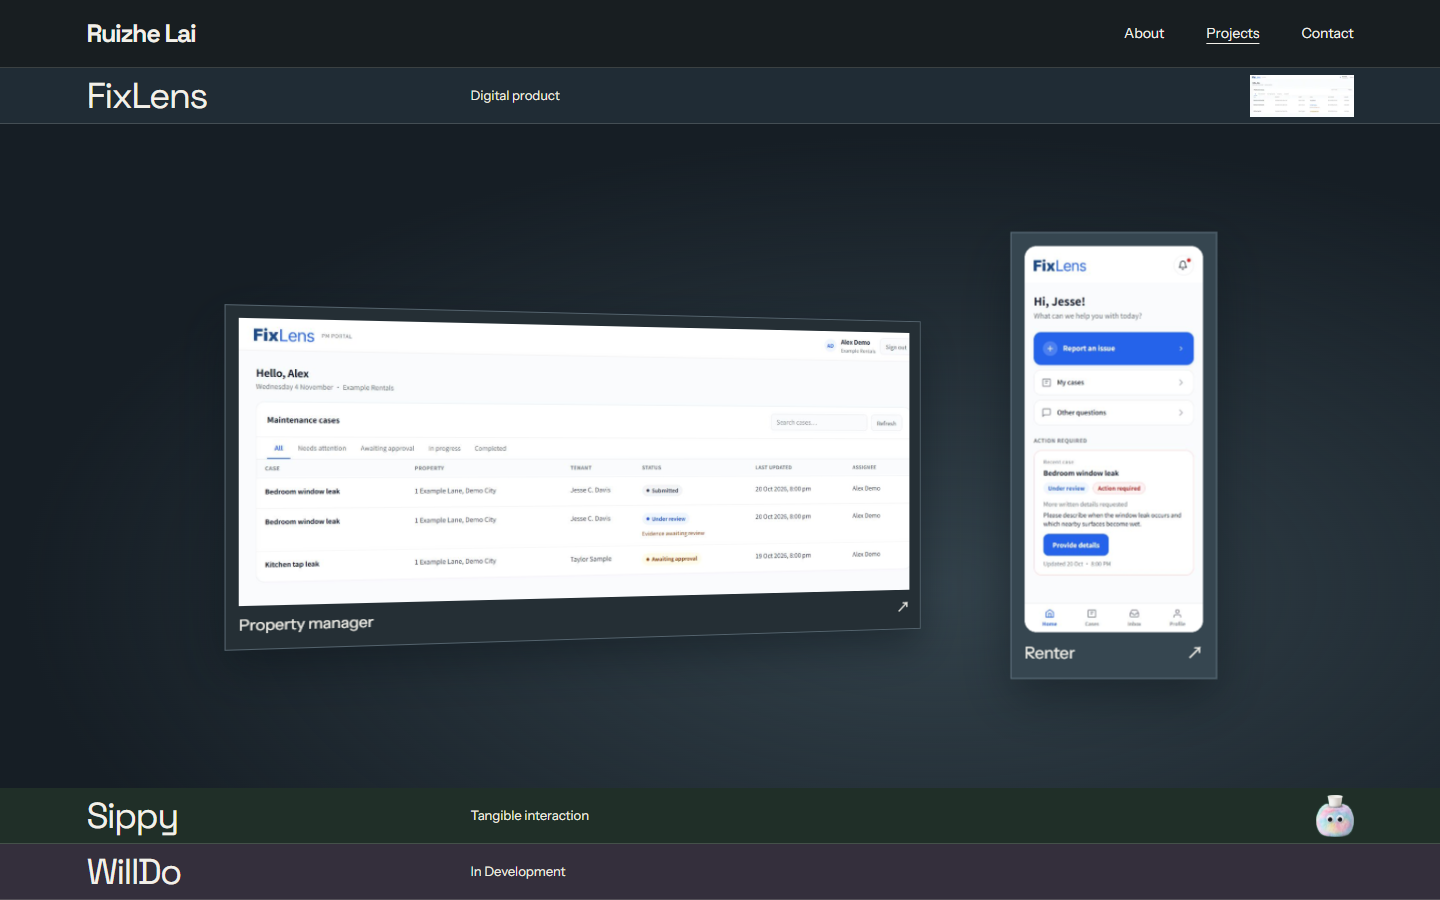 Ruizhe Lai
About Projects Contact
FixLens
Digital product
FixLens PM PORTAL
AD Alex Demo
Example Rentals
Sign out
Hello, Alex
Wednesday 4 November • Example Rentals
Maintenance cases
Search cases...
Refresh
All Needs attention Awaiting approval In progress Completed
CASE PROPERTY TENANT STATUS LAST UPDATED ASSIGNEE
Bedroom window leak 1 Example Lane, Demo City Jesse C. Davis Submitted 20 Oct 2026, 8:00 pm Alex Demo
Bedroom window leak 1 Example Lane, Demo City Jesse C. Davis Under review 20 Oct 2026, 8:00 pm Alex Demo
Evidence awaiting review
Kitchen tap leak 1 Example Lane, Demo City Taylor Sample Awaiting approval 19 Oct 2026, 8:00 pm Alex Demo
Property manager
FixLens
Hi, Jesse!
What can we help you with today?
Report an issue
My cases
Other questions
ACTION REQUIRED
Recent case
Bedroom window leak
Under review Action required
More written details requested
Please describe when the window leak occurs and
which nearby surfaces become wet.
Provide details
Updated 20 Oct • 8:00 PM
Home Cases Inbox Profile
Renter
Sippy
Tangible interaction
WillDo
In Development